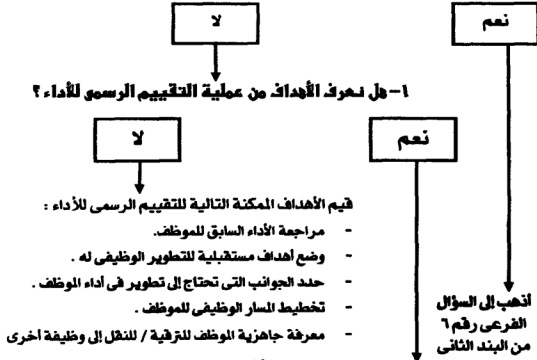 نعم
لا
١- هل نعرف الأهداف من عملية التقييم الرسمى للأداء ؟
نعم
لا
قيم الأهداف الممكنة التالية للتقييم الرسمى للأداء :
- مراجعة الأداء السابق للموظف.
- وضع أهداف مستقبلية للتطوير الوظيفى له .
- حدد الجوانب التى تحتاج إلى تطوير فى أداء الموظف .
- تخطيط المسار الوظيفى للموظف .
- معرفة جاهزية الموظف للترقية / للنقل إلى وظيفة أخرى
أذهب إلى السؤال
الفرعى رقم ٦
من البند الثانى